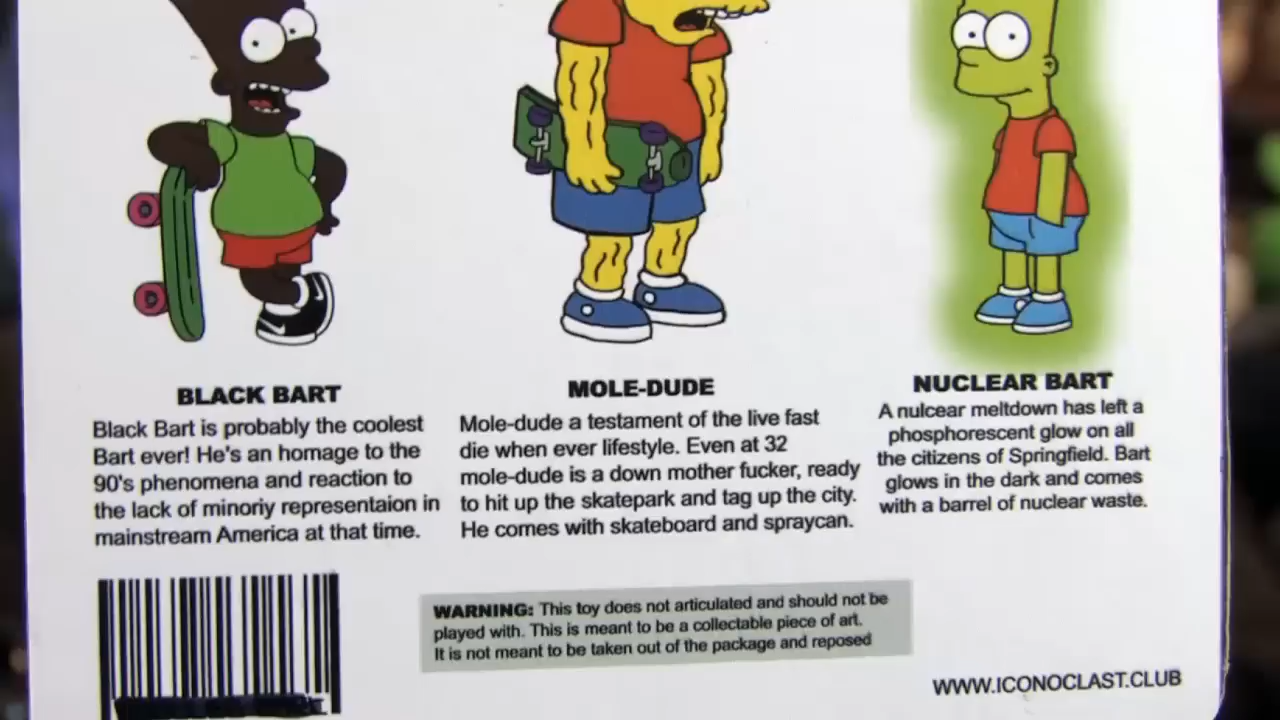 BLACK BART
Black Bart is probably the coolest
Bart ever! He's an homage to the
90's phenomena and reaction to
the lack of minoriy representaion in
mainstream America at that time.
MOLE-DUDE
Mole-dude a testament of the live fast
die when ever lifestyle. Even at 32
mole-dude is a down mother fucker, ready
to hit up the skatepark and tag up the city.
He comes with skateboard and spraycan.
NUCLEAR BART
A nulcear meltdown has left a
phosphorescent glow on all
the citizens of Springfield. Bart
glows in the dark and comes
with a barrel of nuclear waste.
WARNING: This toy does not articulated and should not be
played with. This is meant to be a collectable piece of art.
It is not meant to be taken out of the package and reposed
WWW.ICONOCLAST.CLUB